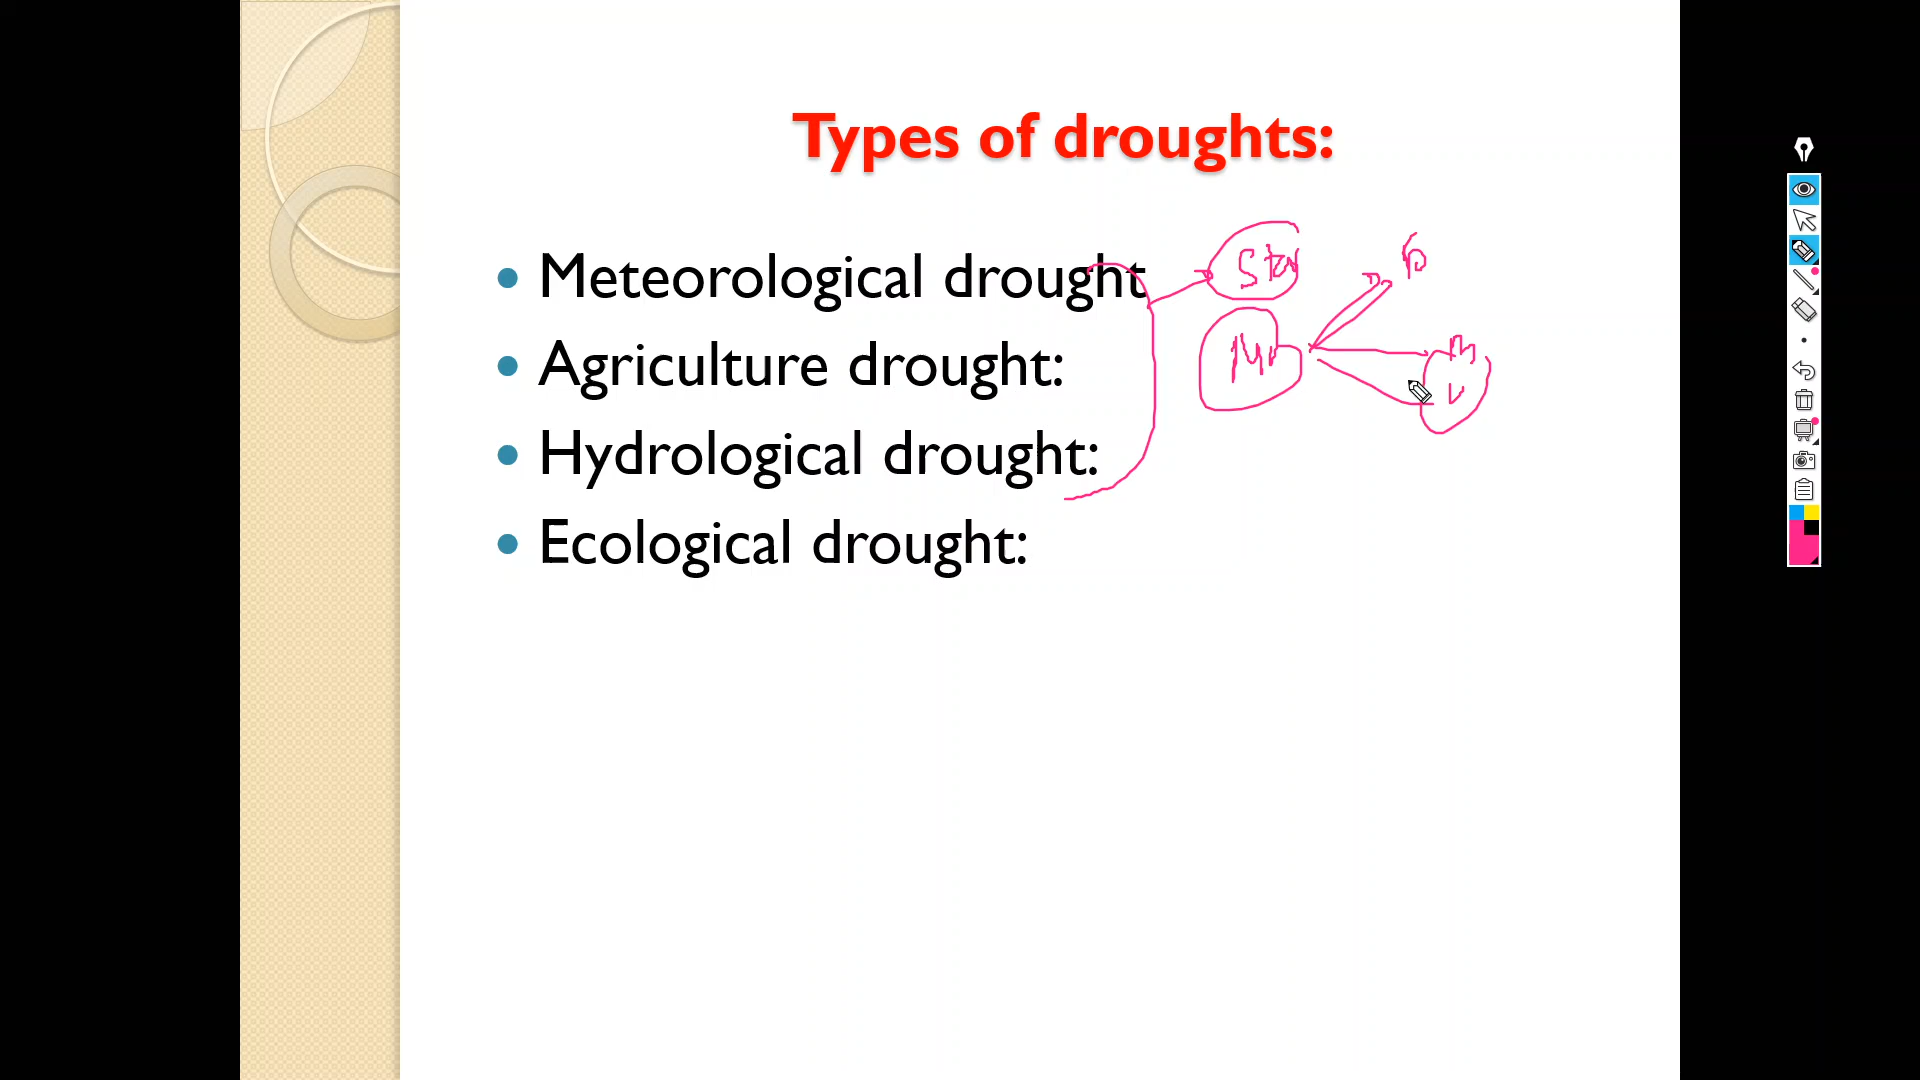 Types of droughts:
Meteorological drought
Agriculture drought:
Hydrological drought:
Ecological drought: